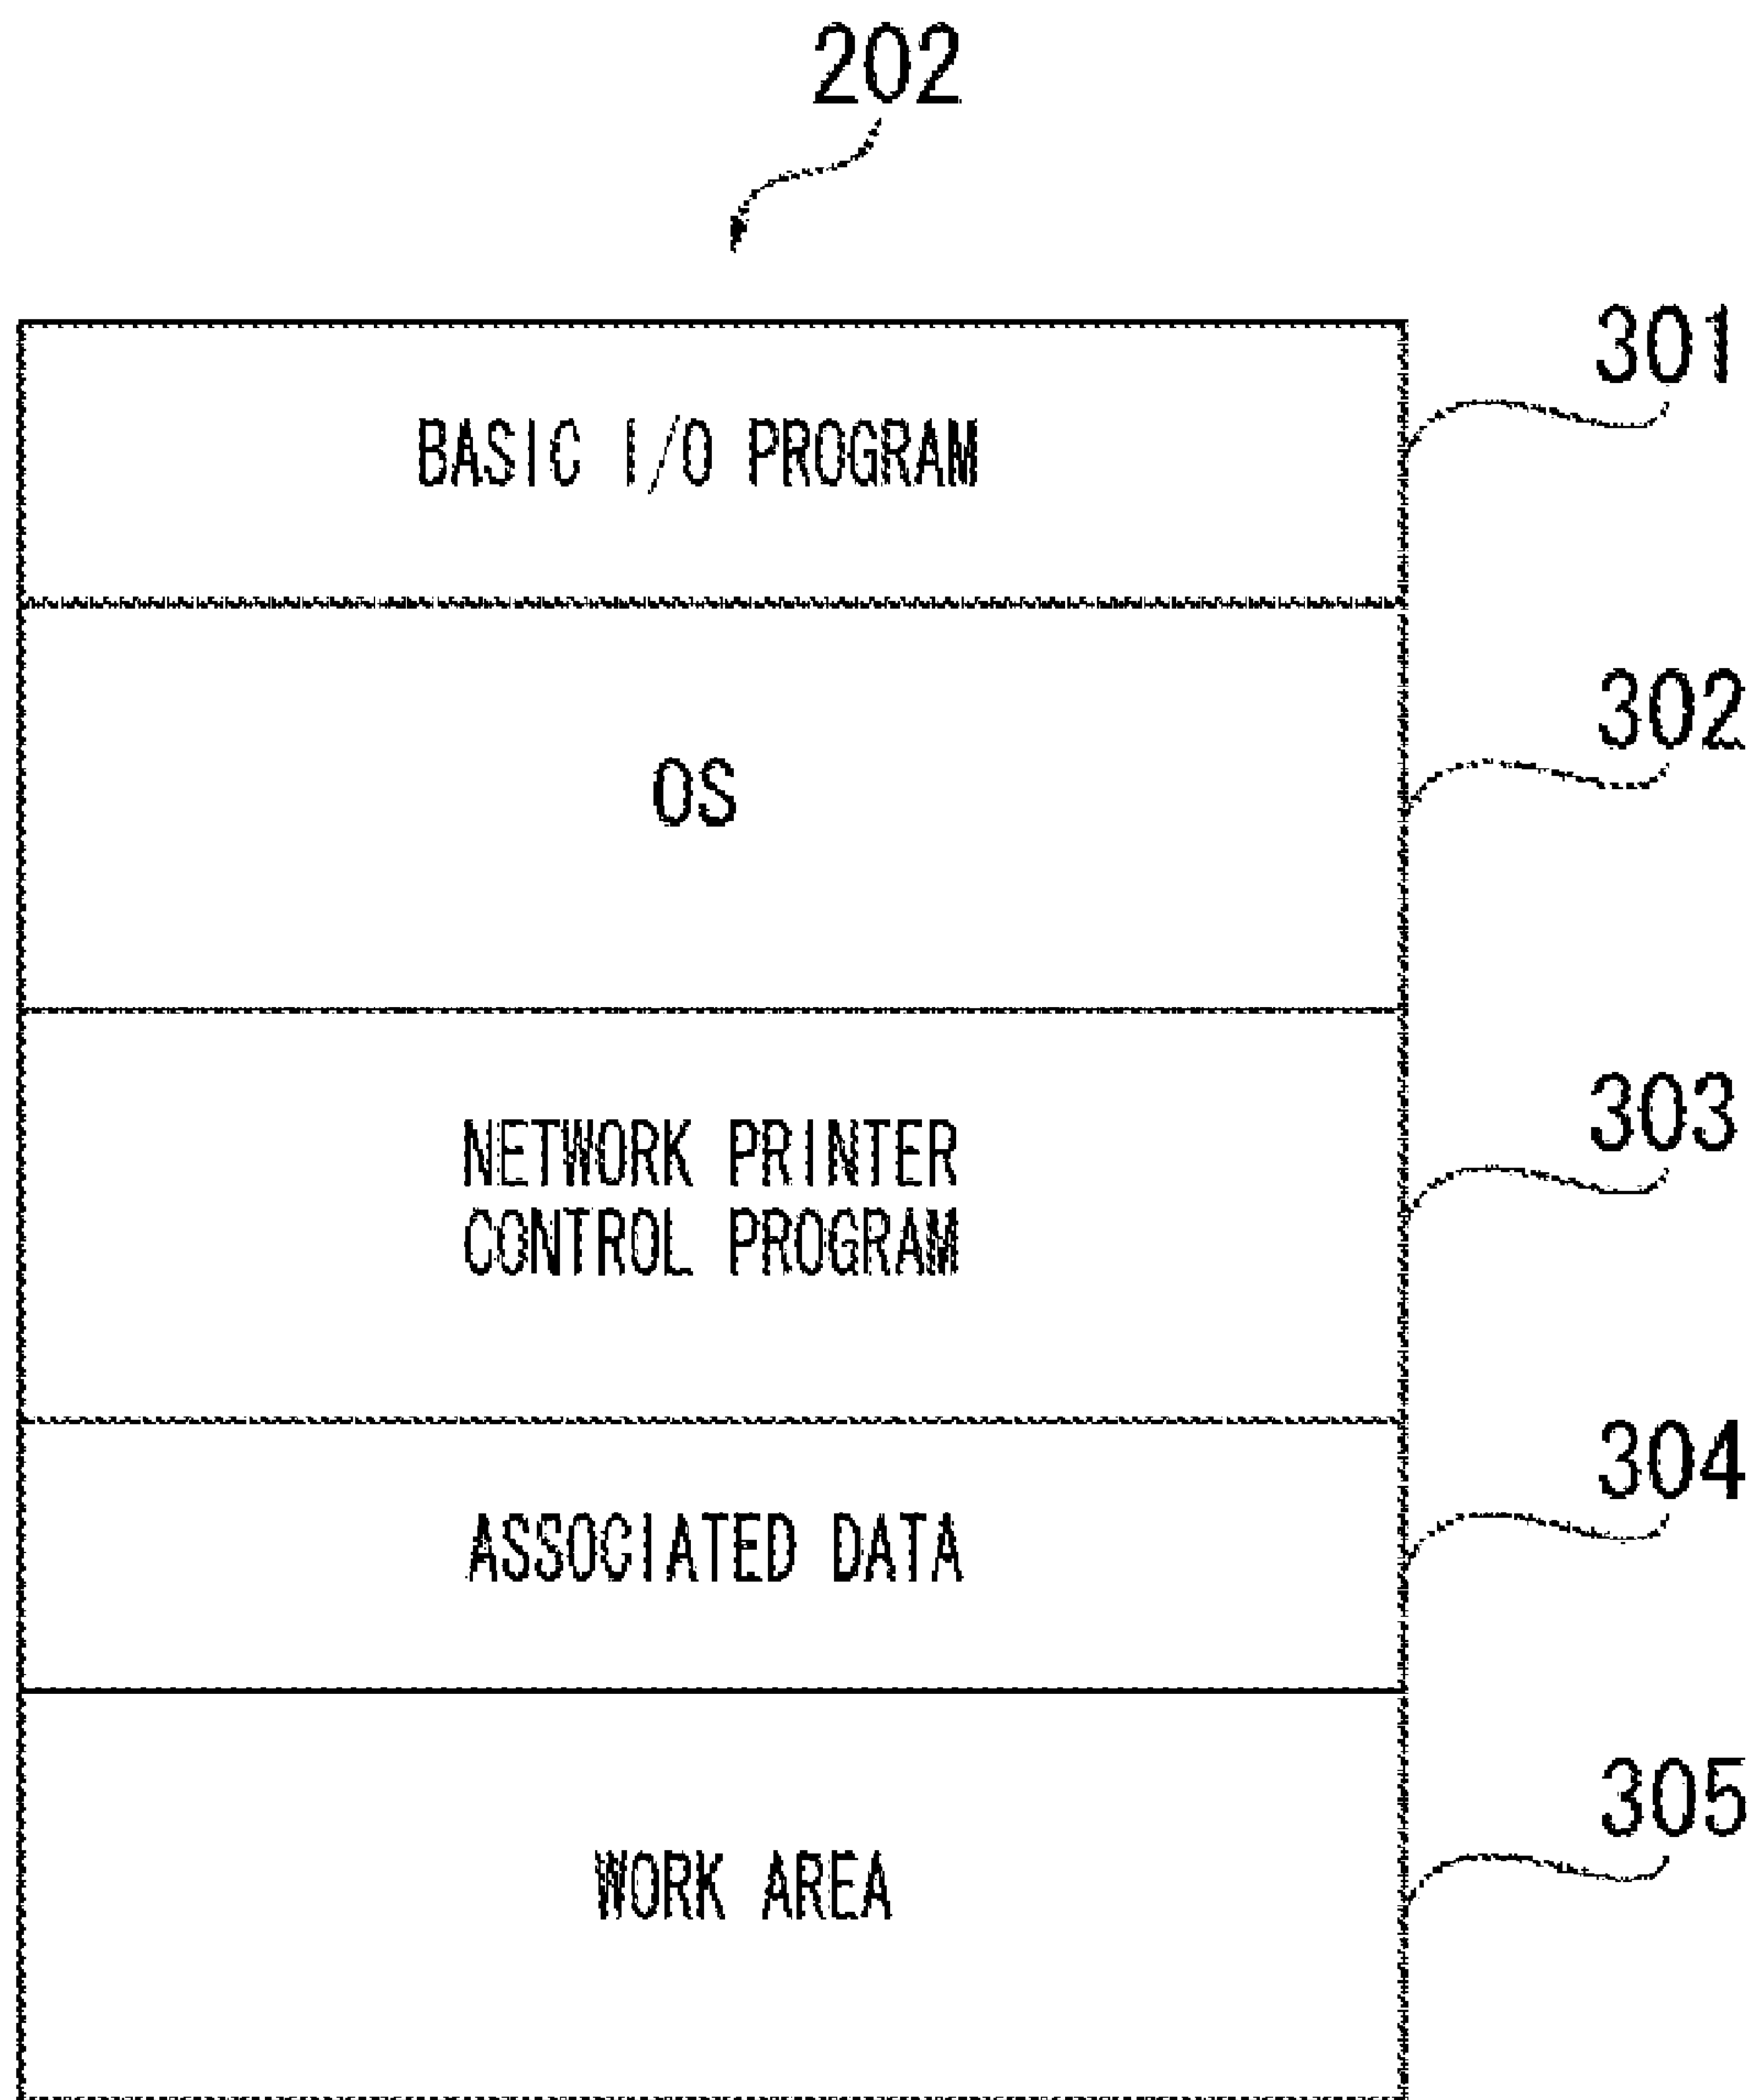 202
301
BASIC I/O PROGRAM
302
OS
303
NETWORK PRINTER
CONTROL PROGRAM
304
ASSOCIATED DATA
305
WORK AREA